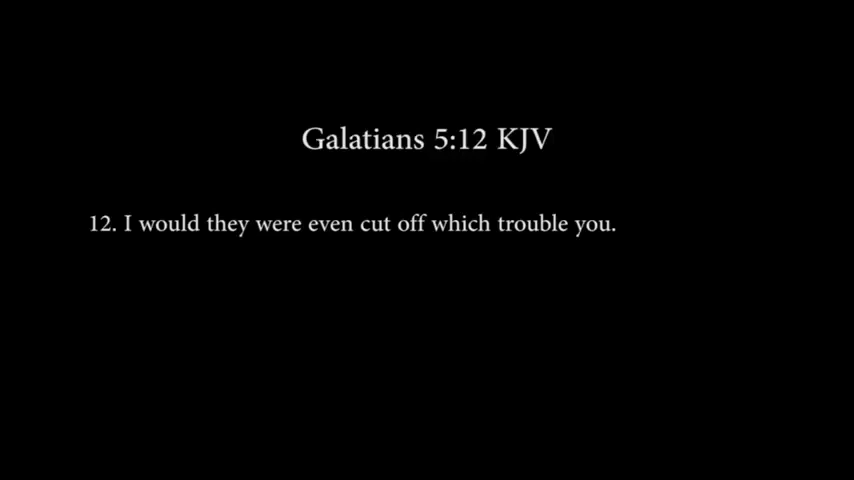 Galatians 5:12 KJV
12. I would they were even cut off which trouble you.